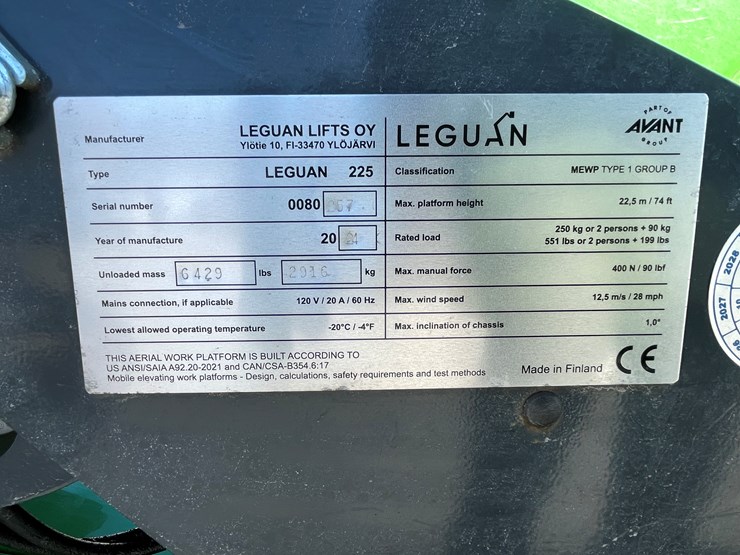 Manufacturer LEGUAN LIFTS OY
Ylötie 10, FI-33470 YLÖJÄRVI
Type LEGUAN 225
Serial number 0080
Year of manufacture 20
Unloaded mass 6429 lbs 2916 kg
Mains connection, if applicable 120 V / 20 A / 60 Hz
Lowest allowed operating temperature -20°C / -4°F
LEGUAN
PART OF
AVANT
GROUP
Classification MEWP TYPE 1 GROUP B
Max. platform height 22,5 m / 74 ft
Rated load 250 kg or 2 persons + 90 kg
551 lbs or 2 persons + 199 lbs
Max. manual force 400 N / 90 lbf
Max. wind speed 12,5 m/s / 28 mph
Max. inclination of chassis 1,0°
THIS AERIAL WORK PLATFORM IS BUILT ACCORDING TO
US ANSI/SAIA A92.20-2021 and CAN/CSA-B354.6:17
Mobile elevating work platforms - Design, calculations, safety requirements and test methods
Made in Finland CE
2028
2027